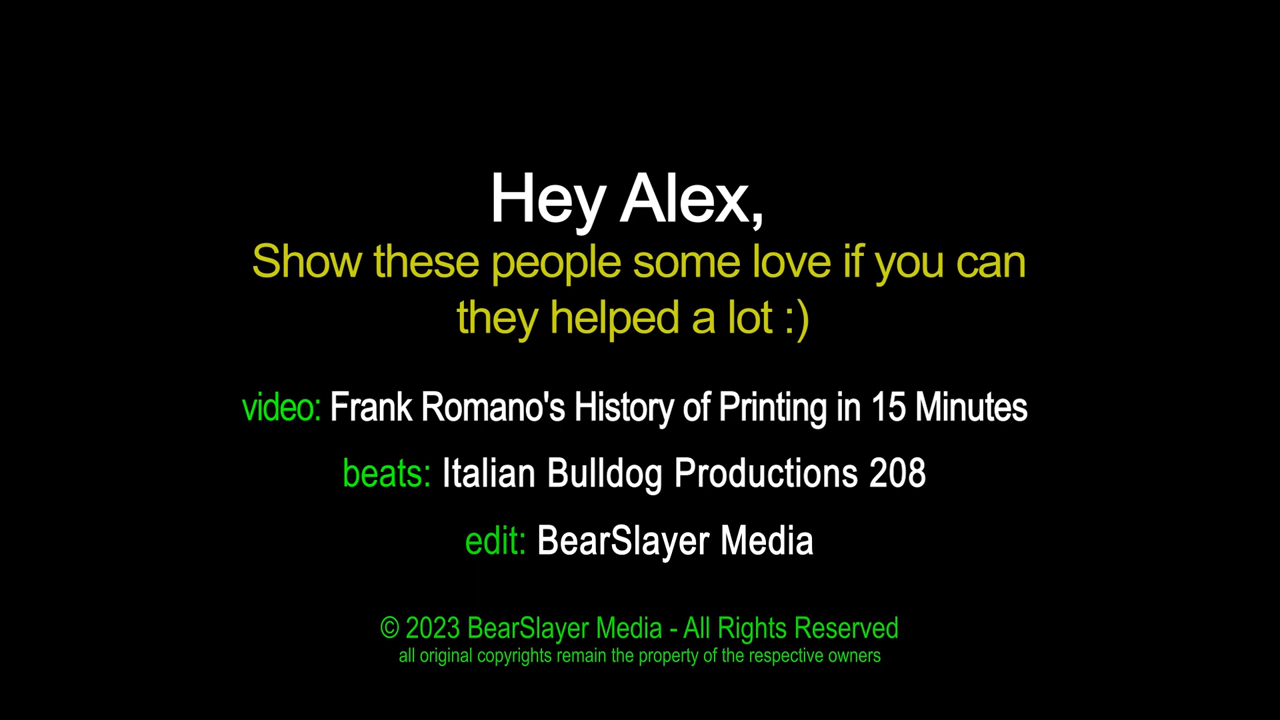 Hey Alex,
Show these people some love if you can
they helped a lot :)
video: Frank Romano's History of Printing in 15 Minutes
beats: Italian Bulldog Productions 208
edit: BearSlayer Media
© 2023 BearSlayer Media - All Rights Reserved
all original copyrights remain the property of the respective owners